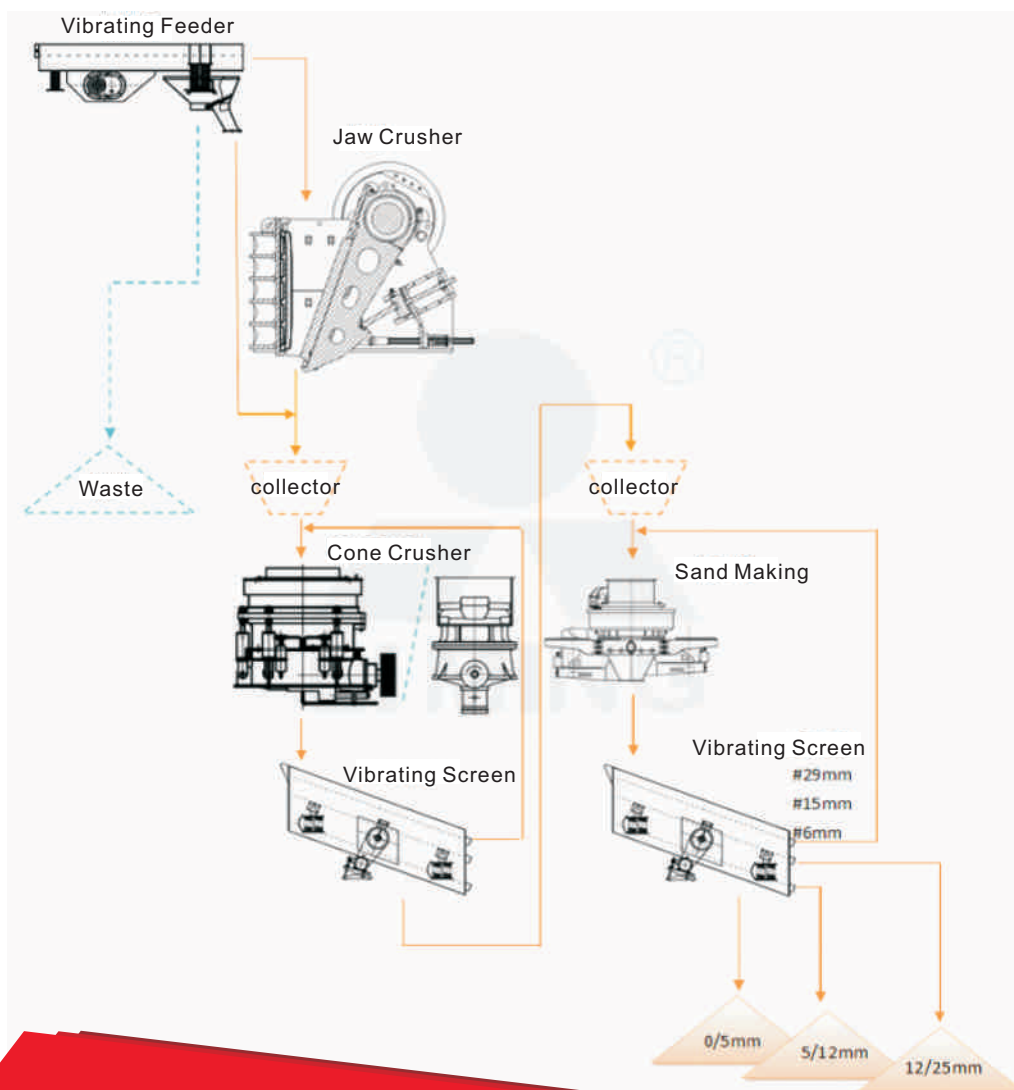 Vibrating Feeder
Jaw Crusher
Waste
collector
collector
Cone Crusher
Sand Making
Vibrating Screen
Vibrating Screen
#29mm
#15mm
#6mm
0/5mm
5/12mm
12/25mm
®